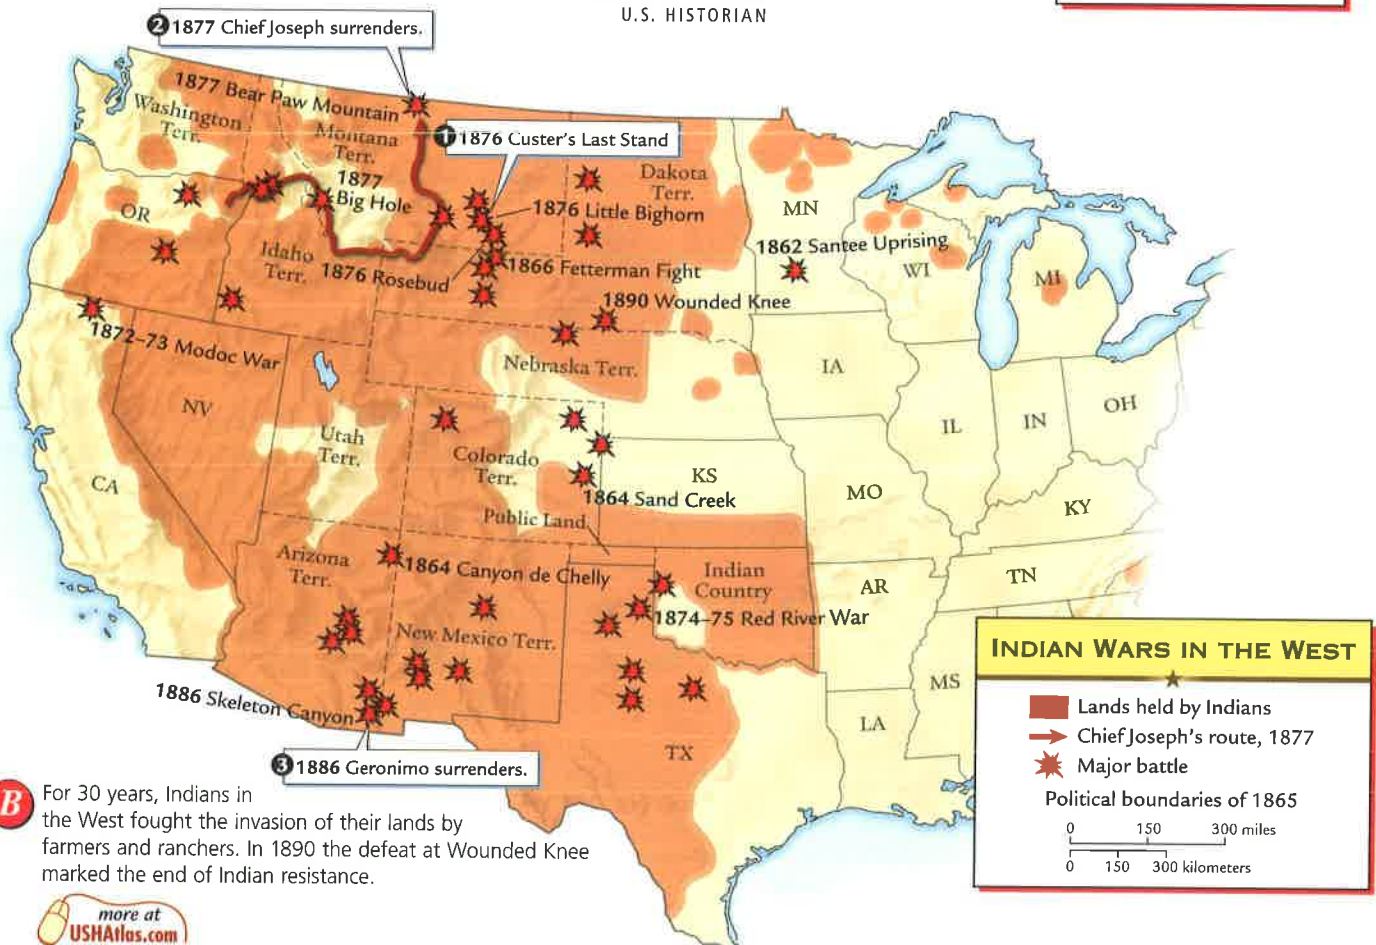 U.S. HISTORIAN
2 1877 Chief Joseph surrenders.
1877 Bear Paw Mountain
Washington
Terr.
Montana
Terr.
1 1876 Custer's Last Stand
1877
Big Hole
Dakota
Terr.
1876 Little Bighorn
OR
MN
1862 Santee Uprising
WI
MI
Idaho
Terr.
1876 Rosebud
1866 Fetterman Fight
1890 Wounded Knee
1872–73 Modoc War
Nebraska Terr.
IA
NV
Utah
Terr.
Colorado
Terr.
KS
IL
IN
OH
CA
1864 Sand Creek
MO
KY
Public Land
Arizona
Terr.
1864 Canyon de Chelly
Indian
Country
AR
TN
1874–75 Red River War
New Mexico Terr.
MS
1886 Skeleton Canyon
TX
LA
3 1886 Geronimo surrenders.
INDIAN WARS IN THE WEST
Lands held by Indians
Chief Joseph's route, 1877
Major battle
Political boundaries of 1865
0 150 300 miles
0 150 300 kilometers
B For 30 years, Indians in
the West fought the invasion of their lands by
farmers and ranchers. In 1890 the defeat at Wounded Knee
marked the end of Indian resistance.
more at
USHAtlas.com